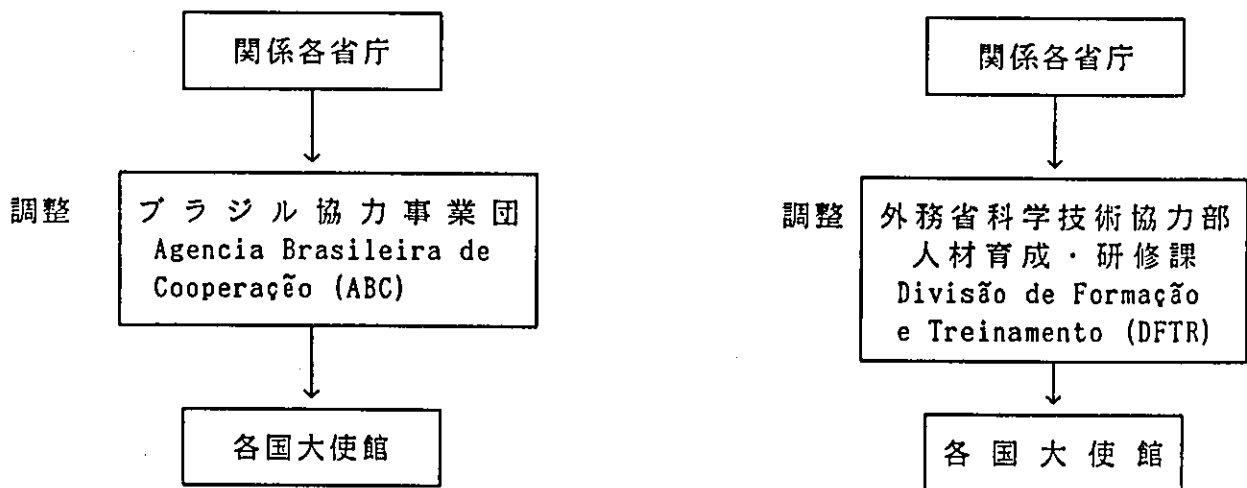 関係各省庁
調整
ブラジル協力事業団
Agencia Brasileira de
Cooperação (ABC)
各国大使館
関係各省庁
調整
外務省科学技術協力部
人材育成・研修課
Divisão de Formação
e Treinamento (DFTR)
各国大使館